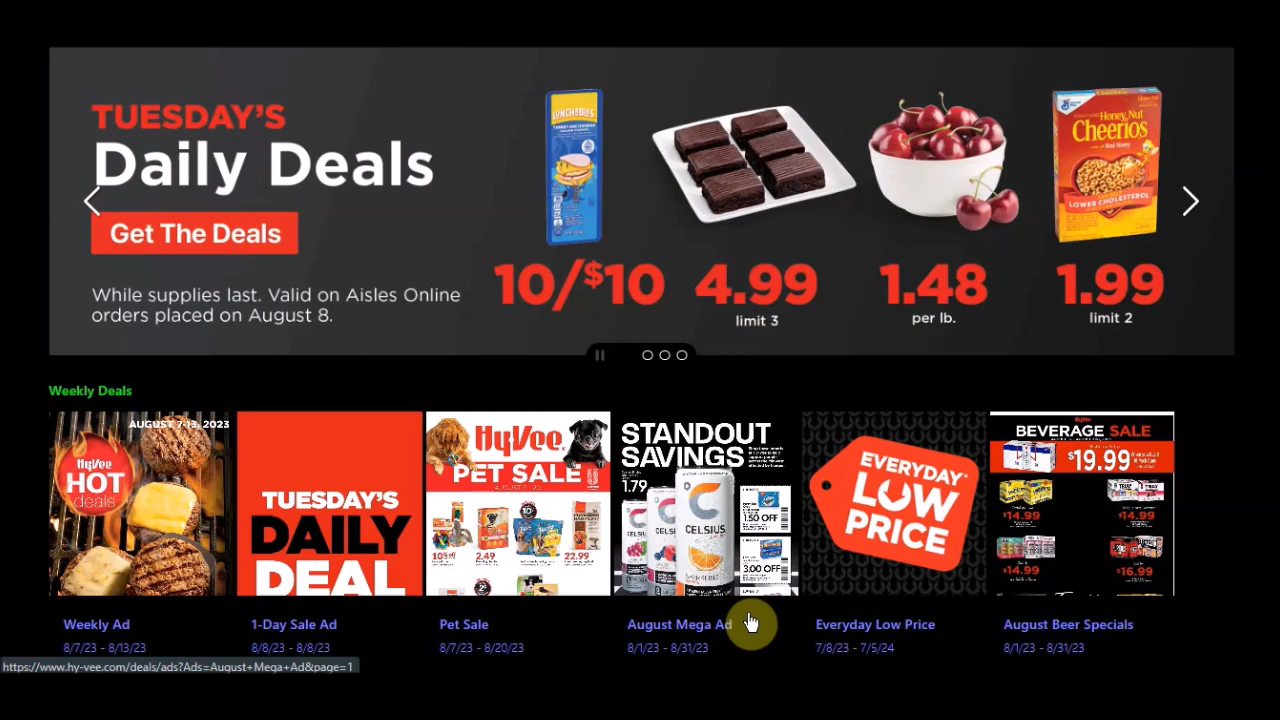 TUESDAY'S
Daily Deals
Get The Deals
While supplies last. Valid on Aisles Online
orders placed on August 8.
LUNCHABLES
Honey Nut
Cheerios
LOWER CHOLESTEROL
10/$10
4.99
limit 3
1.48
per lb.
1.99
limit 2
Weekly Deals
AUGUST 7-13, 2023
HyVee
HOT
deals
TUESDAY'S
DAILY
DEAL
HyVee
PET SALE
2.49
22.99
STANDOUT
SAVINGS
1.79
CELSIUS
1.50 OFF
3.00 OFF
EVERYDAY
LOW
PRICE
BEVERAGE SALE
$19.99
$14.99
$14.99
$14.99
$16.99
Weekly Ad
8/7/23 - 8/13/23
1-Day Sale Ad
8/8/23 - 8/8/23
Pet Sale
8/7/23 - 8/20/23
August Mega Ad
8/1/23 - 8/31/23
Everyday Low Price
7/8/23 - 7/5/24
August Beer Specials
8/1/23 - 8/31/23
https://www.hy-vee.com/deals/ads?Ads=August+Mega+Ad&page=1